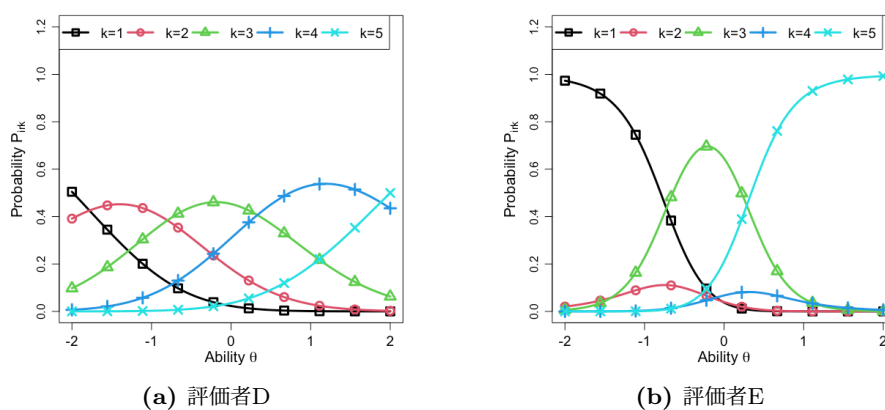 k=1 k=2 k=3 k=4 k=5
Probability P_irk
0.0 0.2 0.4 0.6 0.8 1.0 1.2
-2 -1 0 1 2
Ability θ
(a) 評価者D
k=1 k=2 k=3 k=4 k=5
Probability P_irk
0.0 0.2 0.4 0.6 0.8 1.0 1.2
-2 -1 0 1 2
Ability θ
(b) 評価者E